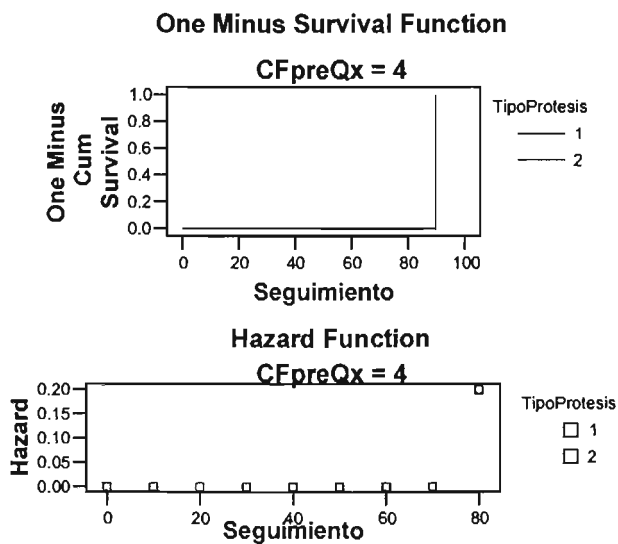 One Minus Survival Function
CFpreQx = 4
One Minus
Cum
Survival
1.0
0.8
0.6
0.4
0.2
0.0
0 20 40 60 80 100
Seguimiento
TipoProtesis
1
2
Hazard Function
CFpreQx = 4
Hazard
0.20
0.15
0.10
0.05
0.00
0 20 40 60 80
Seguimiento
TipoProtesis
1
2